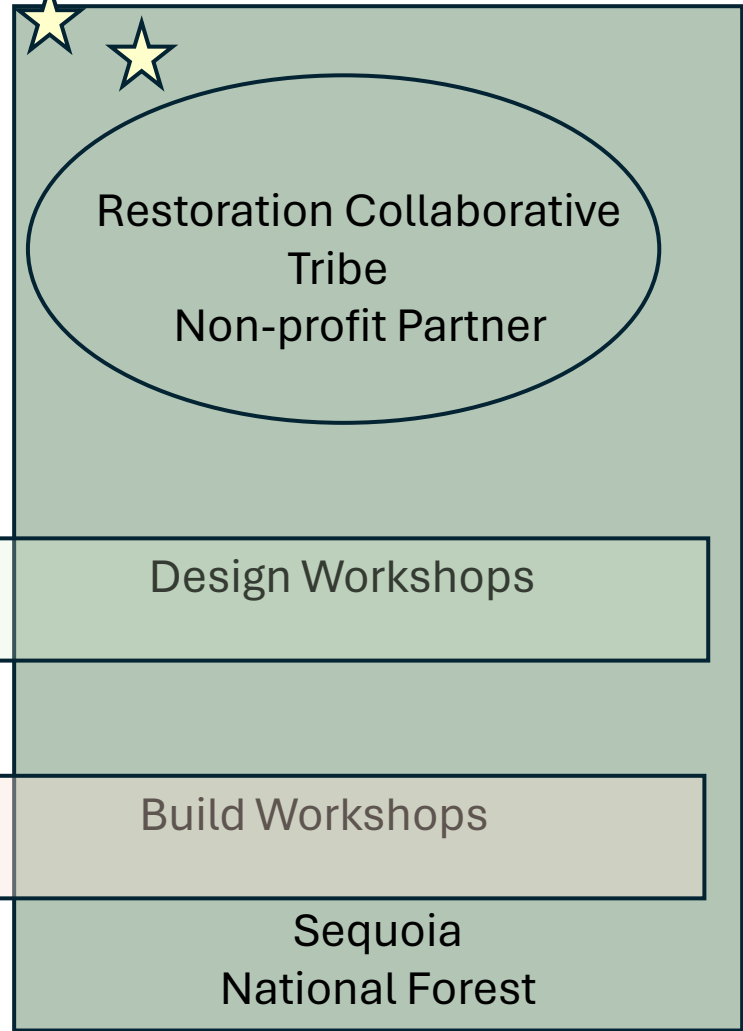 Restoration Collaborative
Tribe
Non-profit Partner
Design Workshops
Build Workshops
Sequoia
National Forest